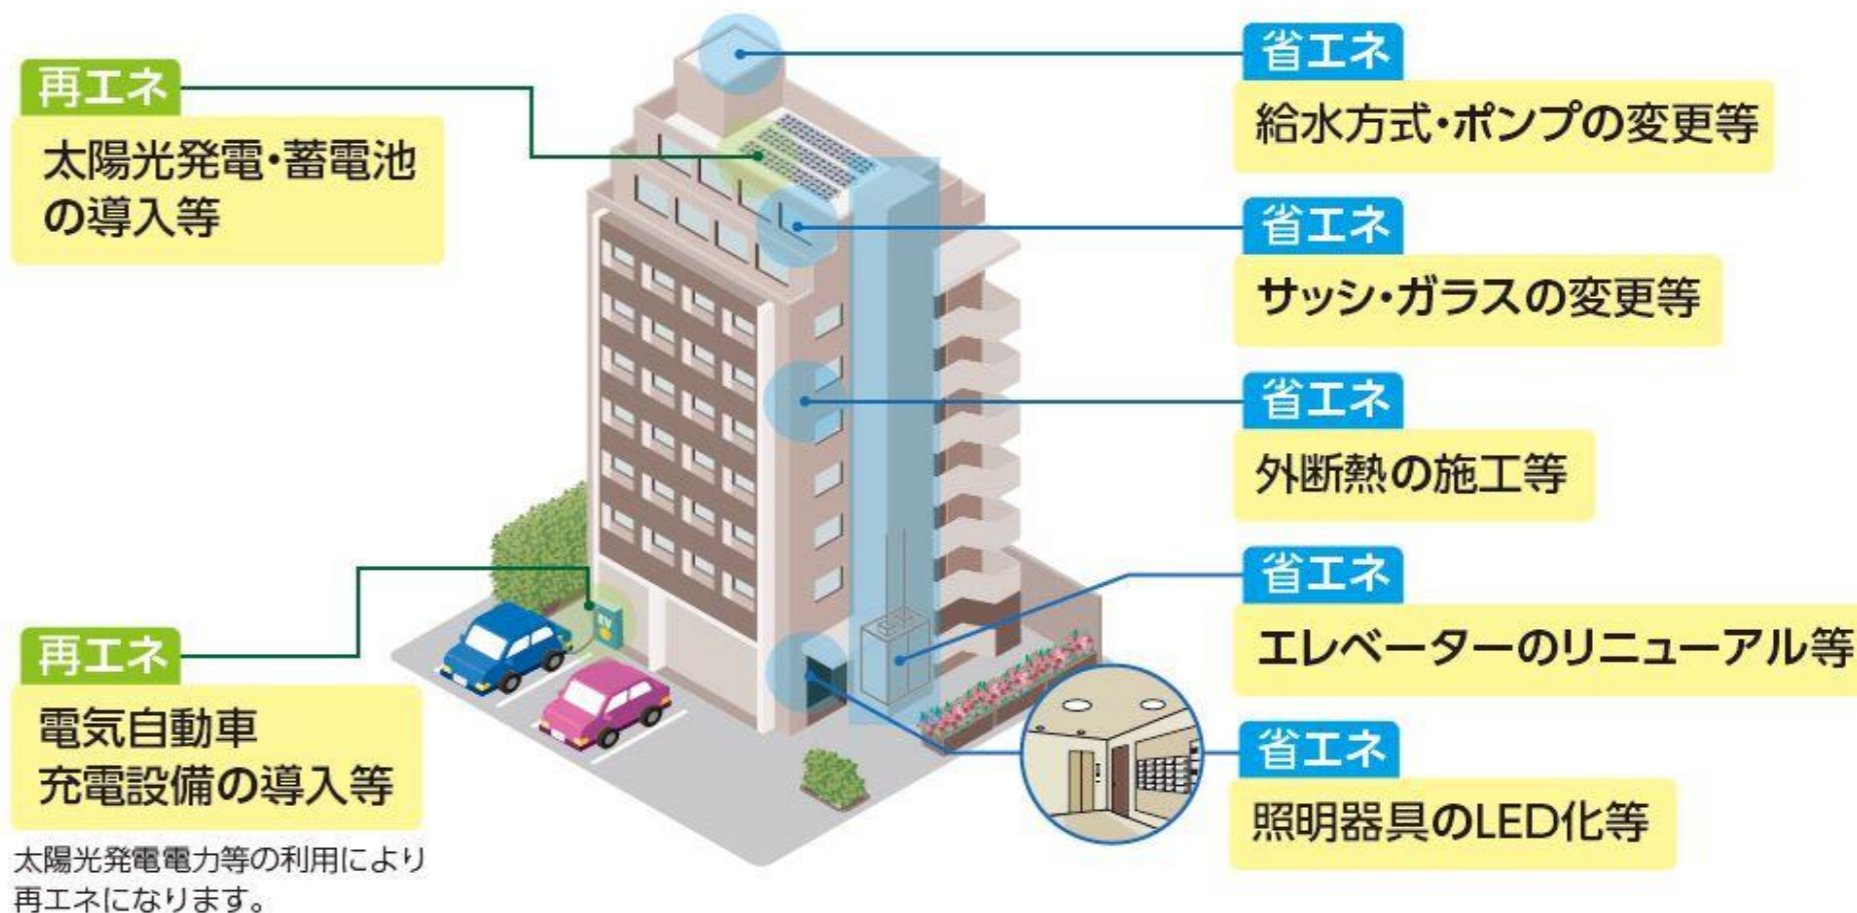 再エネ
太陽光発電・蓄電池
の導入等
再エネ
電気自動車
充電設備の導入等
太陽光発電電力等の利用により
再エネになります。
EV
省エネ
給水方式・ポンプの変更等
省エネ
サッシ・ガラスの変更等
省エネ
外断熱の施工等
省エネ
エレベーターのリニューアル等
省エネ
照明器具のLED化等